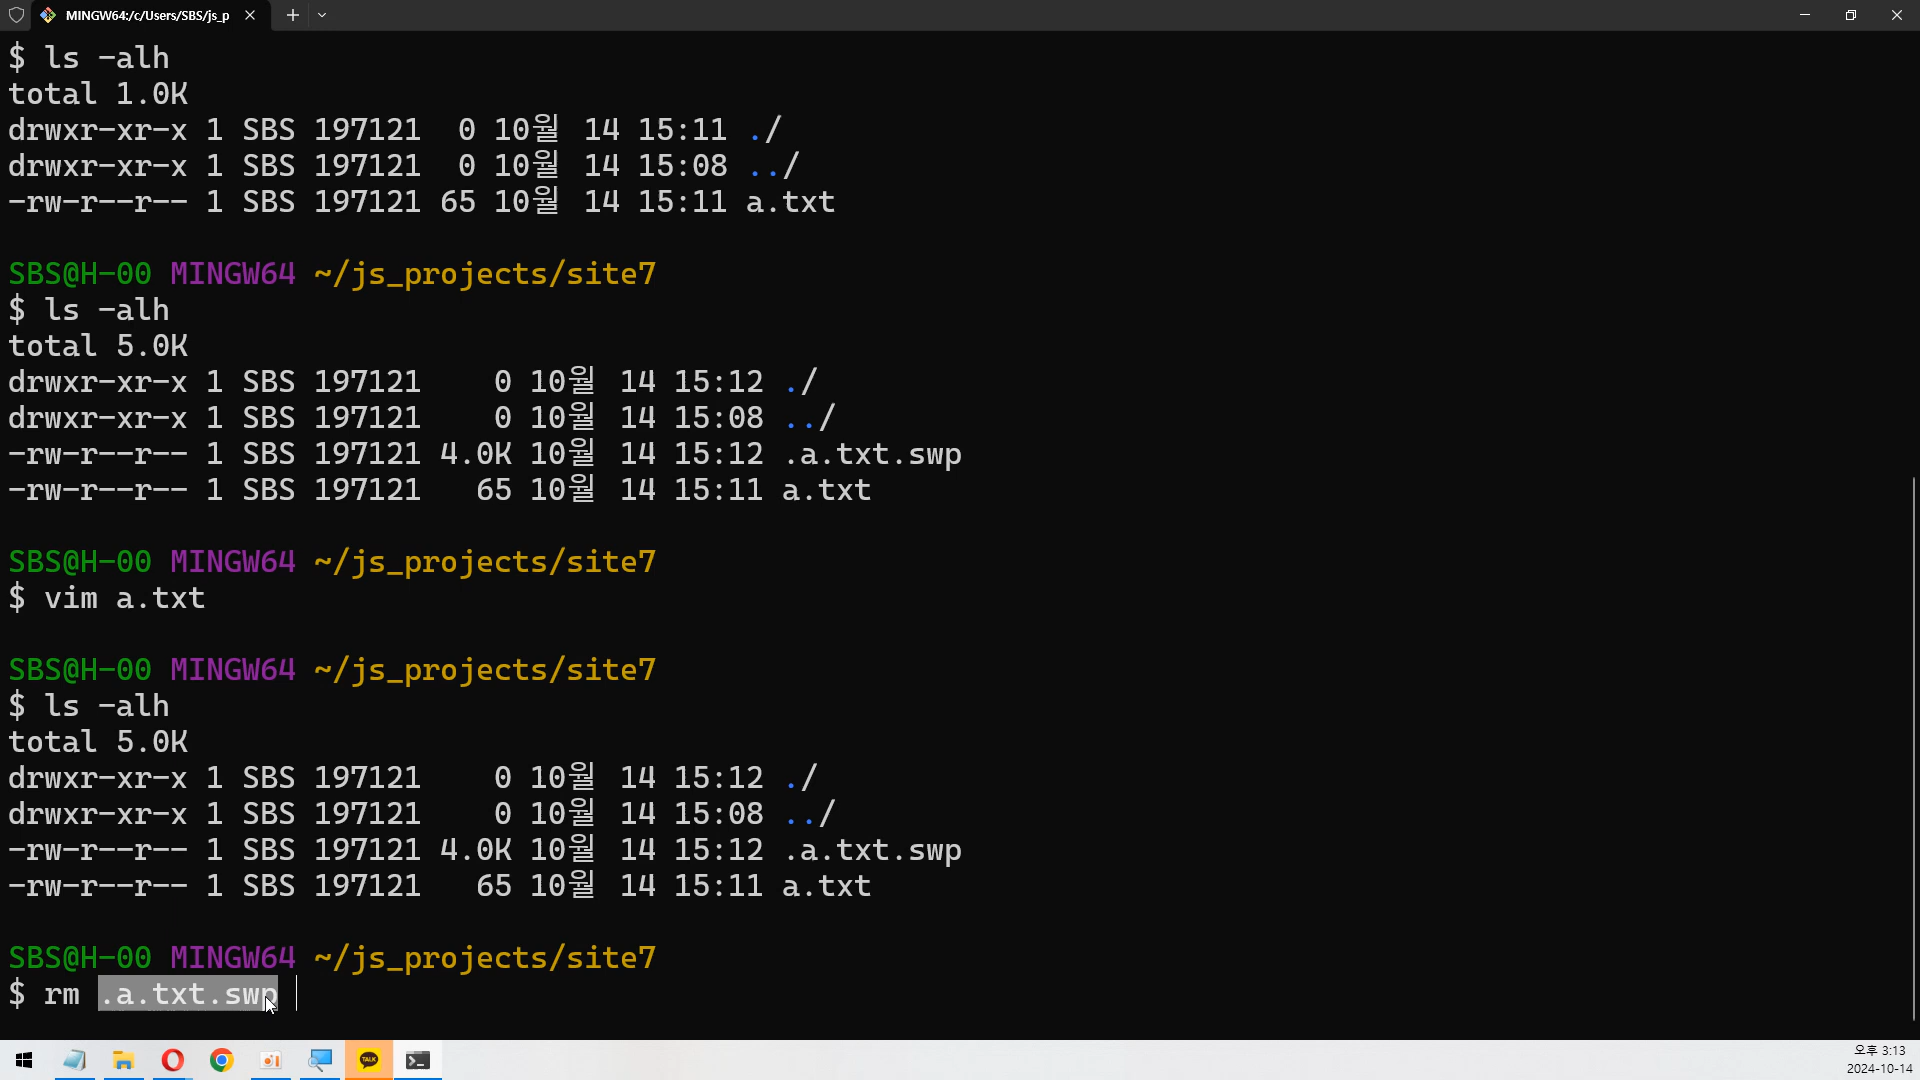 MINGW64:/c/Users/SBS/js_p
$ ls -alh
total 1.0K
drwxr-xr-x 1 SBS 197121  0 10월 14 15:11 ./
drwxr-xr-x 1 SBS 197121  0 10월 14 15:08 ../
-rw-r--r-- 1 SBS 197121 65 10월 14 15:11 a.txt
SBS@H-00 MINGW64 ~/js_projects/site7
$ ls -alh
total 5.0K
drwxr-xr-x 1 SBS 197121    0 10월 14 15:12 ./
drwxr-xr-x 1 SBS 197121    0 10월 14 15:08 ../
-rw-r--r-- 1 SBS 197121 4.0K 10월 14 15:12 .a.txt.swp
-rw-r--r-- 1 SBS 197121   65 10월 14 15:11 a.txt
SBS@H-00 MINGW64 ~/js_projects/site7
$ vim a.txt
SBS@H-00 MINGW64 ~/js_projects/site7
$ ls -alh
total 5.0K
drwxr-xr-x 1 SBS 197121    0 10월 14 15:12 ./
drwxr-xr-x 1 SBS 197121    0 10월 14 15:08 ../
-rw-r--r-- 1 SBS 197121 4.0K 10월 14 15:12 .a.txt.swp
-rw-r--r-- 1 SBS 197121   65 10월 14 15:11 a.txt
SBS@H-00 MINGW64 ~/js_projects/site7
$ rm .a.txt.swp
TALK
오후 3:13
2024-10-14